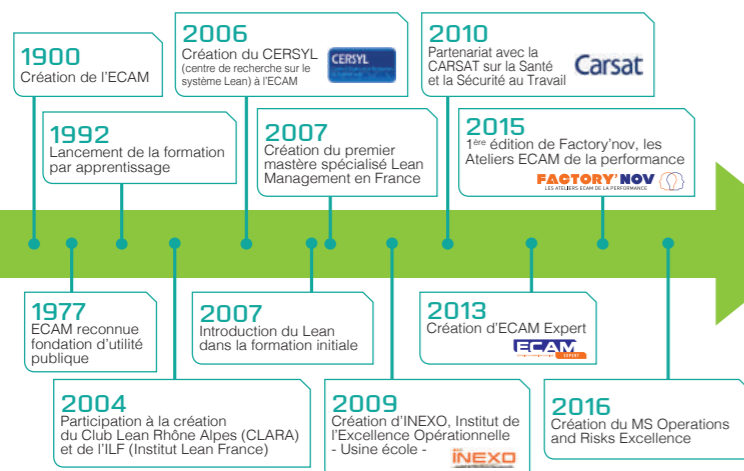 1900
Création de l'ECAM
2006
Création du CERSYL
(centre de recherche sur le
système Lean) à l'ECAM
CERSYL
2010
Partenariat avec la
CARSAT sur la Santé
et la Sécurité au Travail
Carsat
1992
Lancement de la formation
par apprentissage
2007
Création du premier
mastère spécialisé Lean
Management en France
2015
1ère édition de Factory'nov, les
Ateliers ECAM de la performance
FACTORY'NOV
LES ATELIERS ECAM DE LA PERFORMANCE
1977
ECAM reconnue
fondation d'utilité
publique
2007
Introduction du Lean
dans la formation initiale
2013
Création d'ECAM Expert
ECAM
EXPERT
2004
Participation à la création
du Club Lean Rhône Alpes (CLARA)
et de l'ILF (Institut Lean France)
2009
Création d'INEXO, Institut de
l'Excellence Opérationnelle
- Usine école -
INEXO
2016
Création du MS Operations
and Risks Excellence